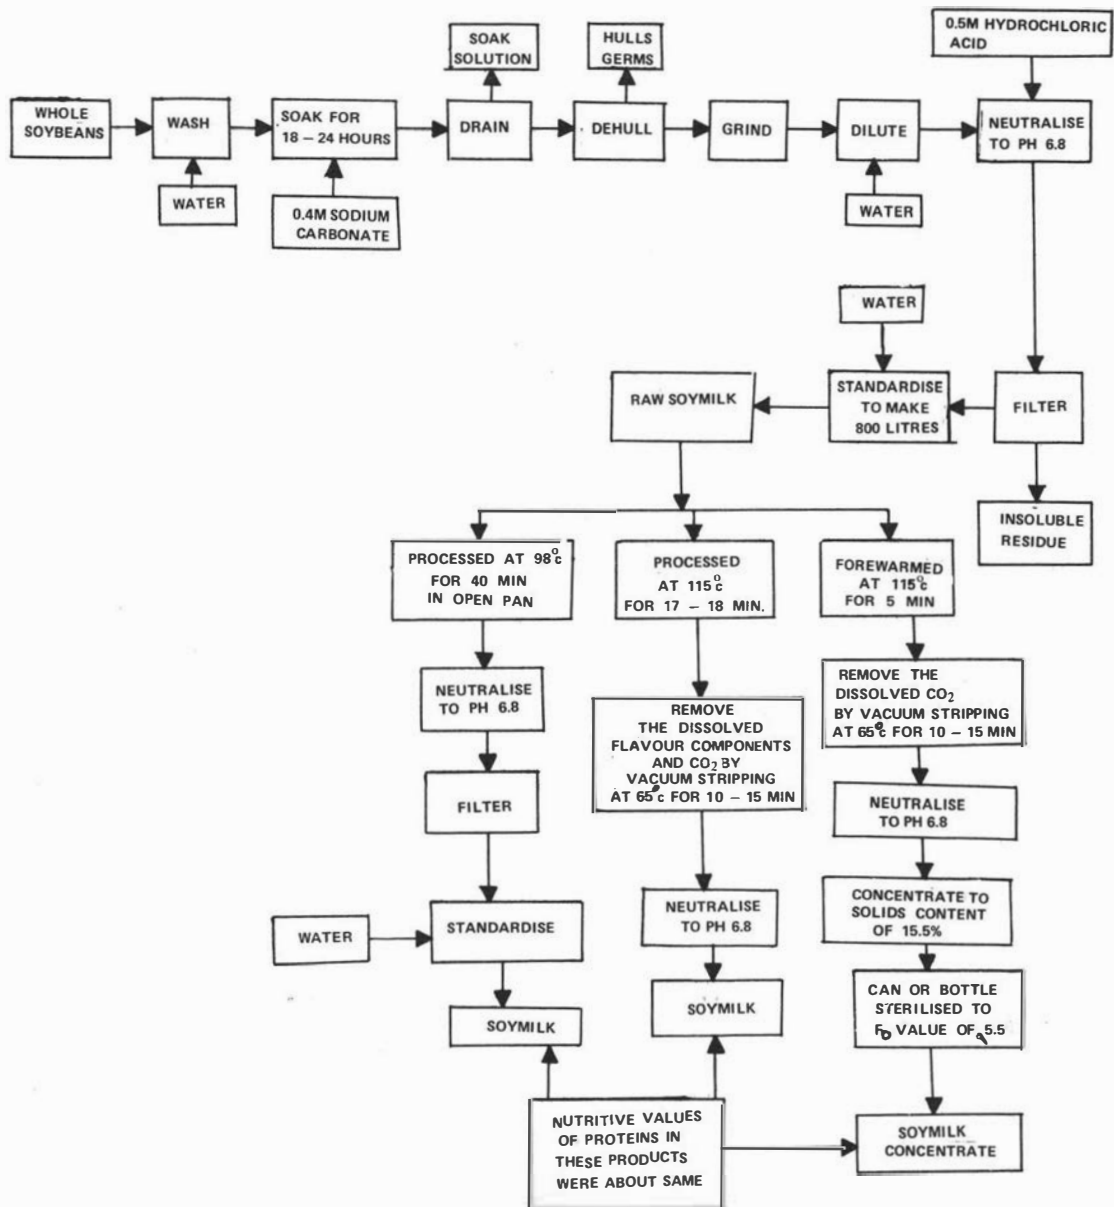 SOAK
SOLUTION
HULLS
GERMS
0.5M HYDROCHLORIC
ACID
WHOLE
SOYBEANS
WASH
SOAK FOR
18 – 24 HOURS
DRAIN
DEHULL
GRIND
DILUTE
NEUTRALISE
TO PH 6.8
WATER
0.4M SODIUM
CARBONATE
WATER
WATER
RAW SOYMILK
STANDARDISE
TO MAKE
800 LITRES
FILTER
INSOLUBLE
RESIDUE
PROCESSED AT 98°c
FOR 40 MIN
IN OPEN PAN
PROCESSED
AT 115°c
FOR 17 – 18 MIN.
FOREWARMED
AT 115°c
FOR 5 MIN
NEUTRALISE
TO PH 6.8
REMOVE
THE DISSOLVED
FLAVOUR COMPONENTS
AND CO2 BY
VACUUM STRIPPING
AT 65°c FOR 10 – 15 MIN
REMOVE THE
DISSOLVED CO2
BY VACUUM STRIPPING
AT 65°c FOR 10 – 15 MIN
FILTER
NEUTRALISE
TO PH 6.8
WATER
STANDARDISE
NEUTRALISE
TO PH 6.8
CONCENTRATE TO
SOLIDS CONTENT
OF 15.5%
SOYMILK
SOYMILK
CAN OR BOTTLE
STERILISED TO
Fo VALUE OF 5.5
NUTRITIVE VALUES
OF PROTEINS IN
THESE PRODUCTS
WERE ABOUT SAME
SOYMILK
CONCENTRATE